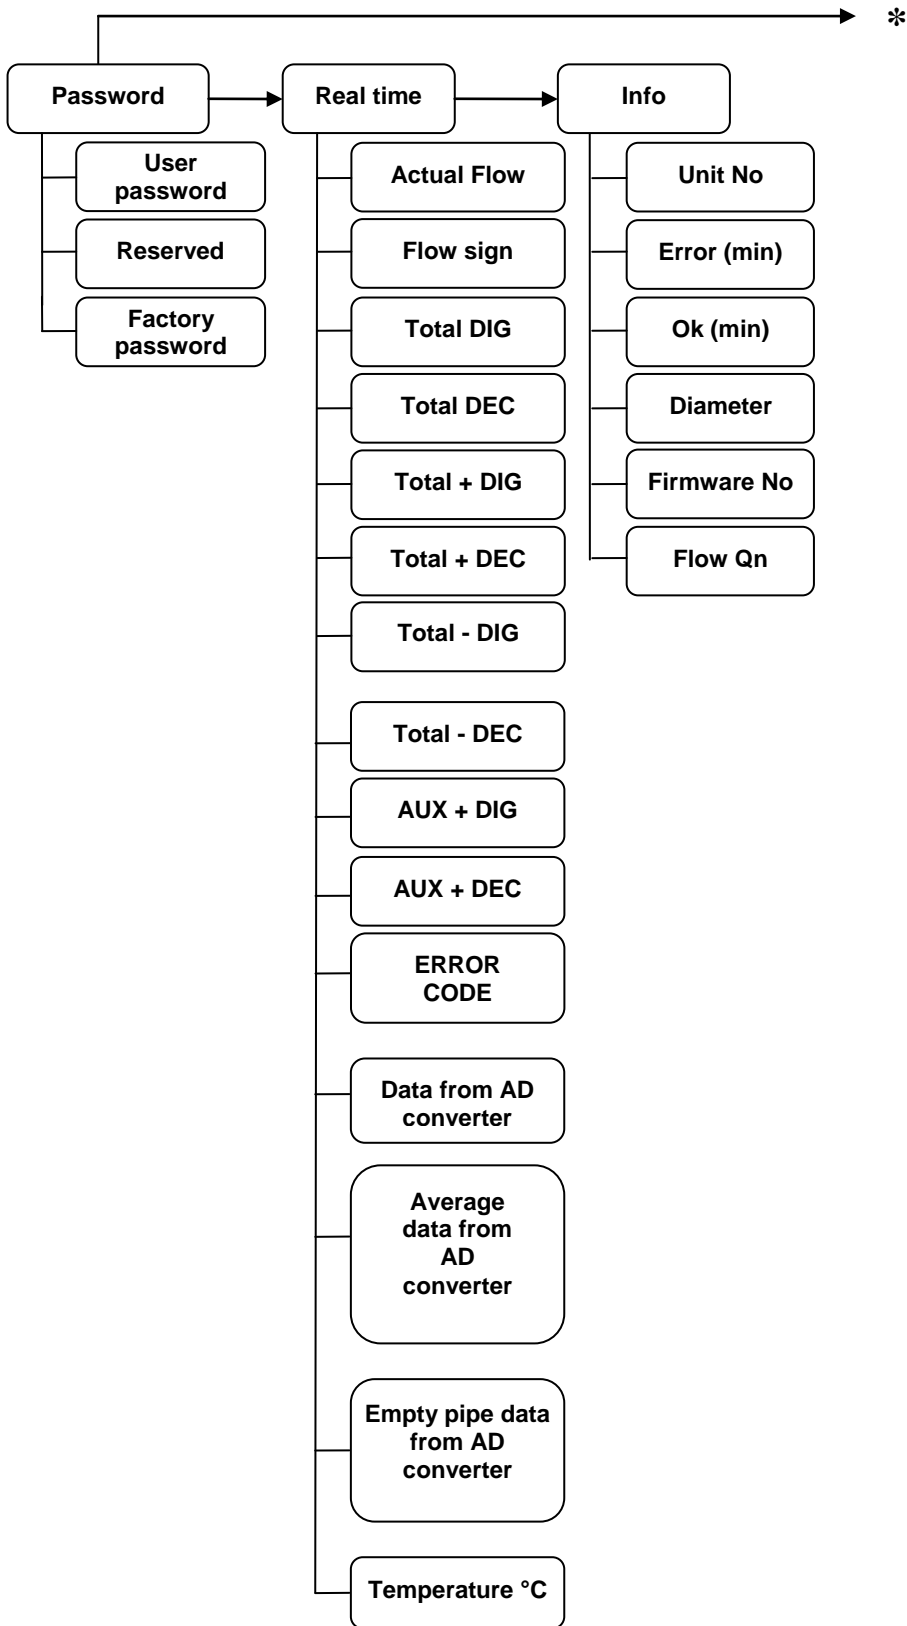 *
Password
Real time
Info
User
password
Reserved
Factory
password
Actual Flow
Flow sign
Total DIG
Total DEC
Total + DIG
Total + DEC
Total - DIG
Total - DEC
AUX + DIG
AUX + DEC
ERROR
CODE
Data from AD
converter
Average
data from
AD
converter
Empty pipe data
from AD
converter
Temperature °C
Unit No
Error (min)
Ok (min)
Diameter
Firmware No
Flow Qn